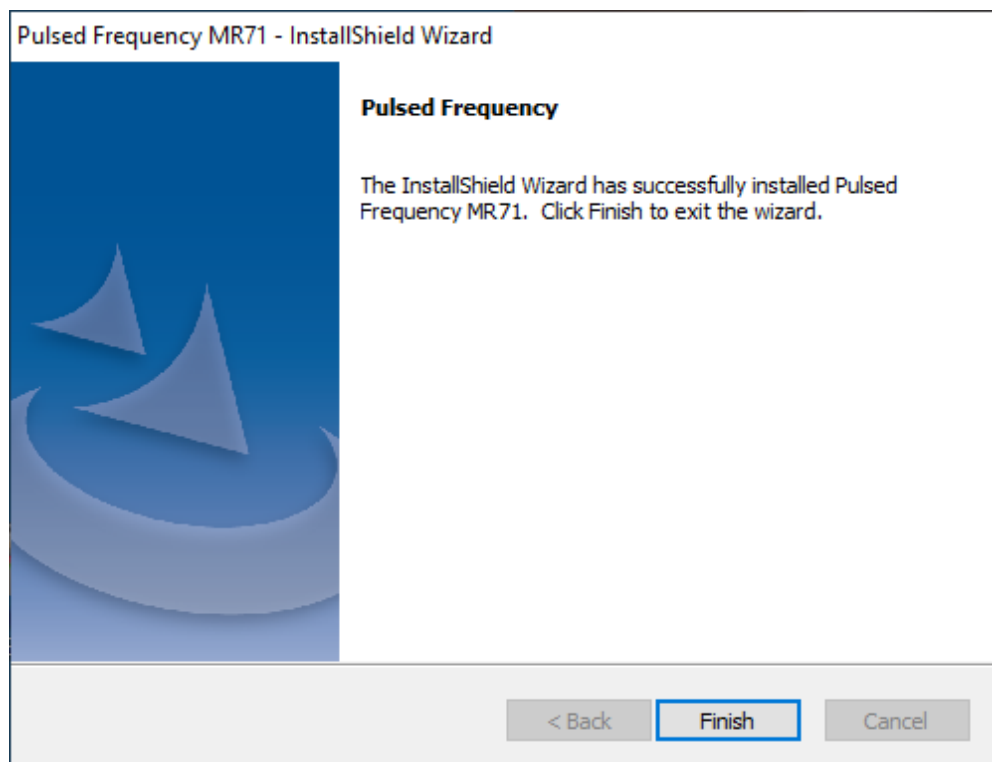 Pulsed Frequency MR71 - InstallShield Wizard
Pulsed Frequency
The InstallShield Wizard has successfully installed Pulsed
Frequency MR71.  Click Finish to exit the wizard.
< Back
Finish
Cancel